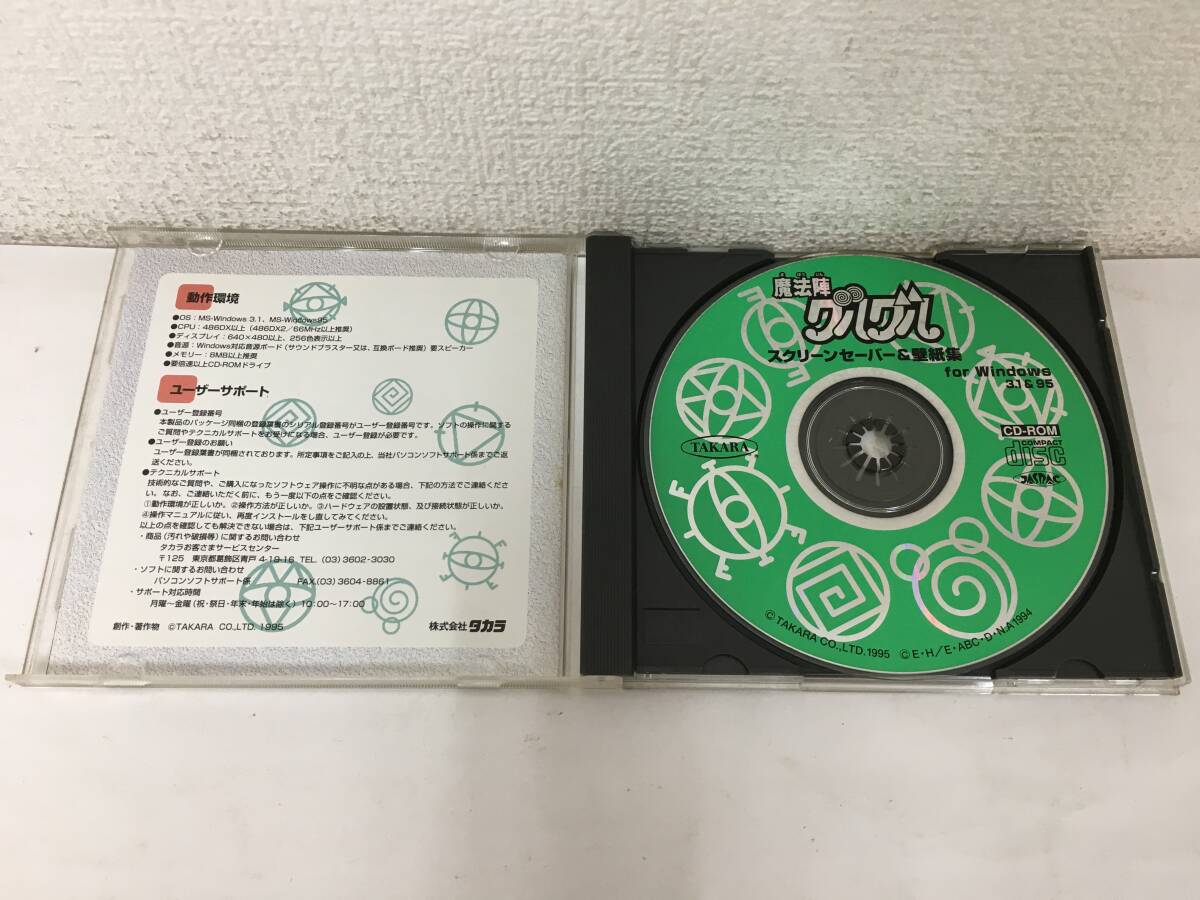 動作環境
●OS：MS-Windows 3.1、MS-Windows95
●CPU：486DX以上（486DX2／66MHz以上推奨）
●ディスプレイ：640×480以上、256色表示以上
●音源：Windows対応音源ボード（サウンドブラスター又は、互換ボード推奨）要スピーカー
●メモリー：8MB以上推奨
●要倍速以上CD-ROMドライブ
ユーザーサポート
●ユーザー登録番号
本製品のパッケージ同梱の登録葉書のシリアル登録番号がユーザー登録番号です。ソフトの操作に関する
ご質問やテクニカルサポートをお受けになる場合、ユーザー登録が必要です。
●ユーザー登録のお願い
ユーザー登録葉書が同梱されております。所定事項をご記入の上、当社パソコンソフトサポート係までご返
送ください。
●テクニカルサポート
技術的なご質問や、ご購入になったソフトウェア操作に不明な点がある場合、下記の方法でご連絡くださ
い。なお、ご連絡いただく前に、もう一度以下の点をご確認ください。
①動作環境が正しいか。②操作方法が正しいか。③ハードウェアの設置状態、及び接続状態が正しいか。
④操作マニュアルに従い、再度インストールをし直してみてください。
以上の点を確認しても解決できない場合は、下記ユーザーサポート係までご連絡ください。
・商品（汚れや破損等）に関するお問い合わせ
タカラお客さまサービスセンター
〒125 東京都葛飾区青戸4-19-16 TEL. (03) 3602-3030
・ソフトに関するお問い合わせ
パソコンソフトサポート係 FAX.(03) 3604-8861
・サポート対応時間
月曜〜金曜（祝・祭日・年末・年始は除く）10：00〜17：00
創作・著作物 ©TAKARA CO.,LTD. 1995 株式会社タカラ
魔法陣
グルグル
スクリーンセーバー＆壁紙集
for Windows
3.1 & 95
TAKARA
CD-ROM
COMPACT
disc
JASPAC
©TAKARA CO.,LTD.1995 ©E・H/E・ABC・D・N.A1994